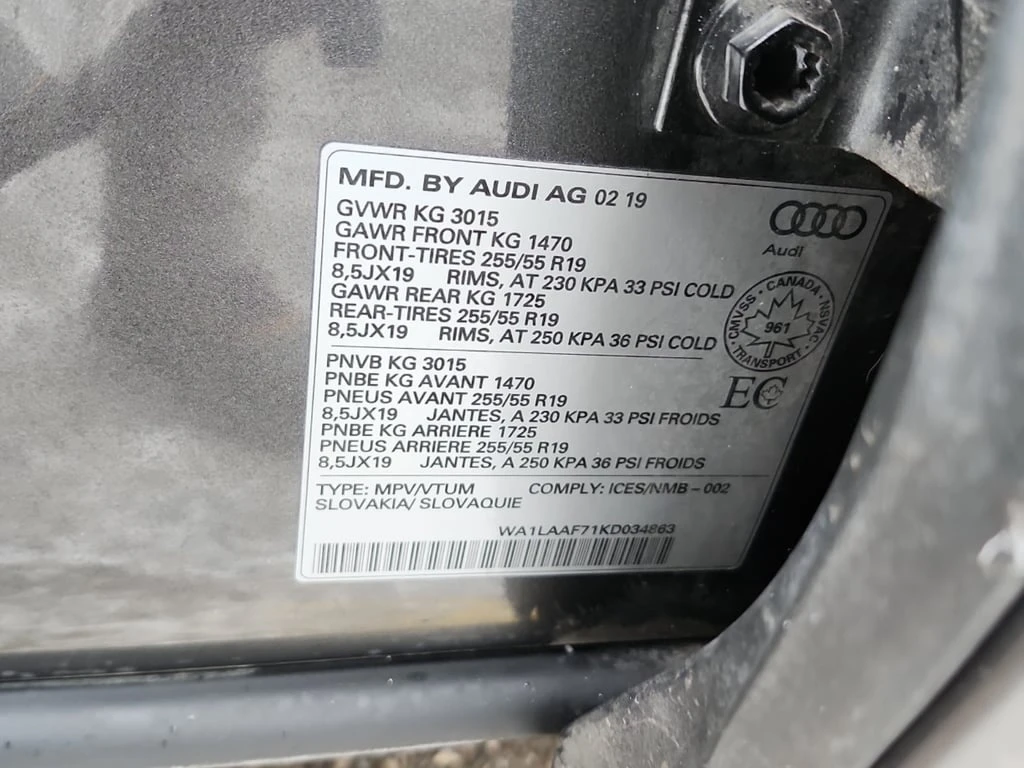 MFD. BY AUDI AG 02 19
GVWR KG 3015
GAWR FRONT KG 1470
FRONT-TIRES 255/55 R19
8,5JX19 RIMS, AT 230 KPA 33 PSI COLD
GAWR REAR KG 1725
REAR-TIRES 255/55 R19
8,5JX19 RIMS, AT 250 KPA 36 PSI COLD
Audi
CMVSS · CANADA · NSVAC
961
TRANSPORT
EC
PNVB KG 3015
PNBE KG AVANT 1470
PNEUS AVANT 255/55 R19
8,5JX19 JANTES, A 230 KPA 33 PSI FROIDS
PNBE KG ARRIERE 1725
PNEUS ARRIERE 255/55 R19
8,5JX19 JANTES, A 250 KPA 36 PSI FROIDS
TYPE: MPV/VTUM COMPLY: ICES/NMB-002
SLOVAKIA/ SLOVAQUIE
WA1LAAF71KD034863